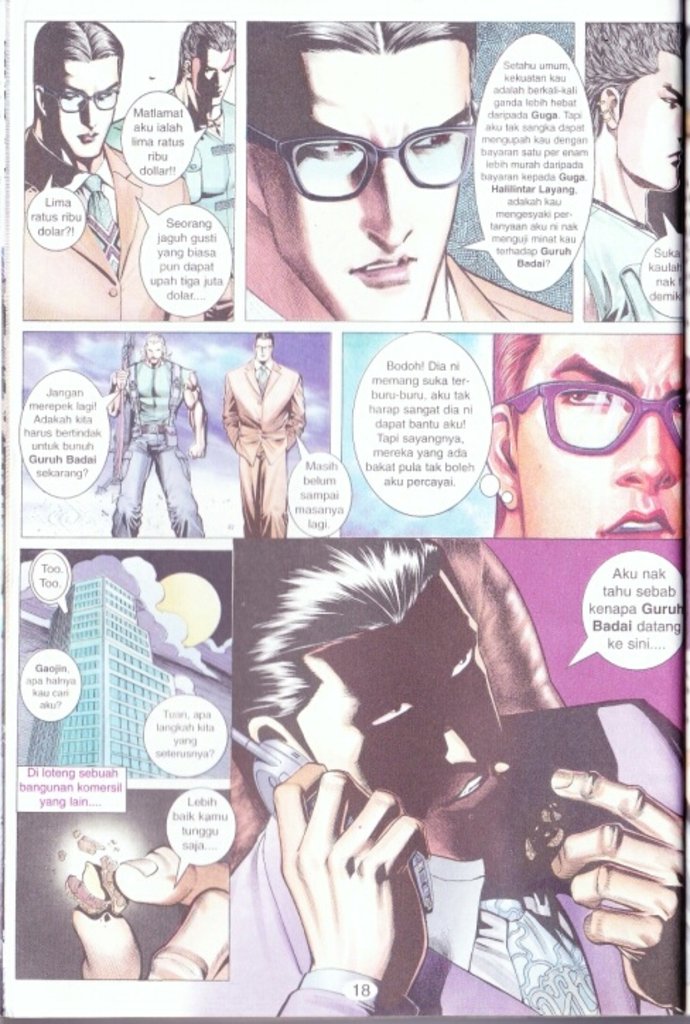 Matlamat
aku ialah
lima ratus
ribu
dollar!!
Lima
ratus ribu
dolar?!
Seorang
jaguh gusti
yang biasa
pun dapat
upah tiga juta
dolar....
Setahu umum,
kekuatan kau
adalah berkali-kali
ganda lebih hebat
daripada Guga. Tapi
aku tak sangka dapat
mengupah kau dengan
bayaran satu per enam
lebih murah daripada
bayaran kepada Guga.
Halilintar Layang,
adakah kau
mengesyaki per-
tanyaan aku ni nak
menguji minat kau
terhadap Guruh
Badai?
Suka
kaulah
nak
demik
Jangan
merepek lagi!
Adakah kita
harus bertindak
untuk bunuh
Guruh Badai
sekarang?
Masih
belum
sampai
masanya
lagi.
Bodoh! Dia ni
memang suka ter-
buru-buru, aku tak
harap sangat dia ni
dapat bantu aku!
Tapi sayangnya,
mereka yang ada
bakat pula tak boleh
aku percayai.
Too.
Too.
Gaojin,
apa halnya
kau cari
aku?
Tuan, apa
langkah kita
yang
seterusnya?
Di loteng sebuah
bangunan komersil
yang lain....
Lebih
baik kamu
tunggu
saja....
Aku nak
tahu sebab
kenapa Guruh
Badai datang
ke sini....
18